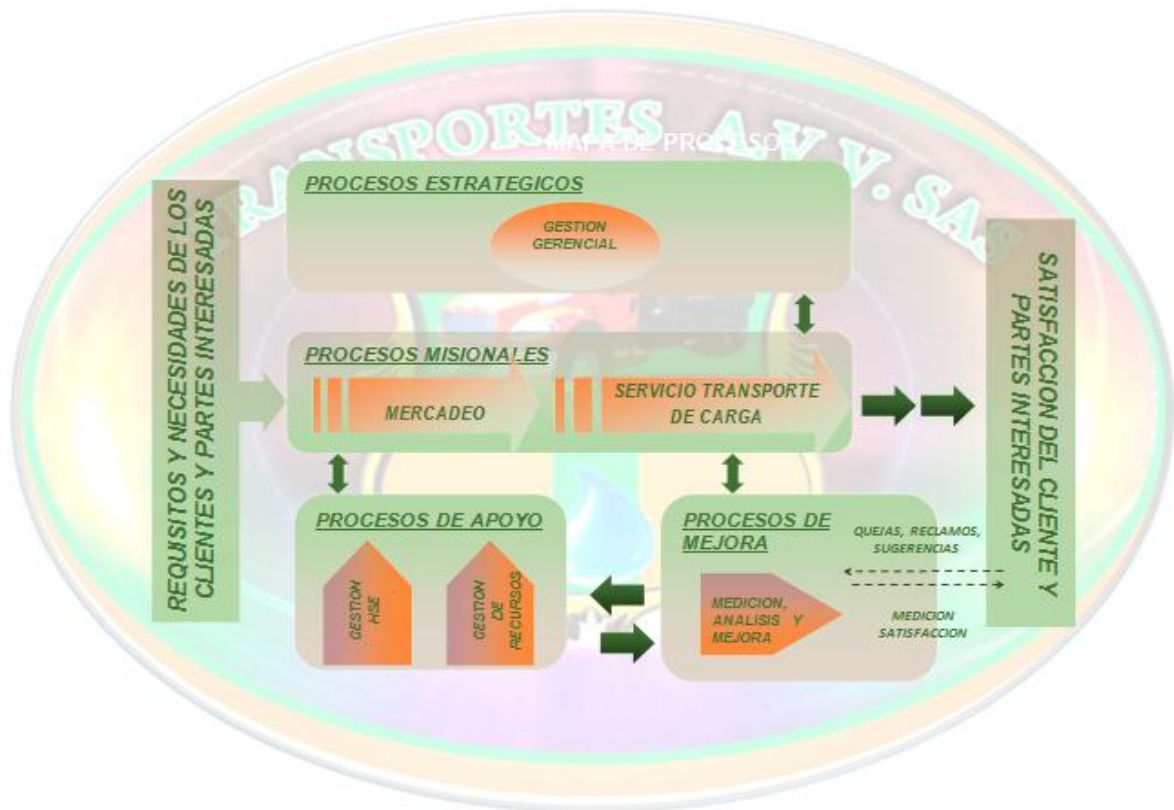 TRANSPORTES A.V.V. SAS
MAPA DE PROCESOS
REQUISITOS Y NECESIDADES DE LOS
CLIENTES Y PARTES INTERESADAS
PROCESOS ESTRATEGICOS
GESTION
GERENCIAL
PROCESOS MISIONALES
MERCADEO
SERVICIO TRANSPORTE
DE CARGA
PROCESOS DE APOYO
GESTION
HSE
GESTION
DE
RECURSOS
PROCESOS DE
MEJORA
MEDICION,
ANALISIS Y
MEJORA
QUEJAS, RECLAMOS,
SUGERENCIAS
MEDICION
SATISFACCION
SATISFACCION DEL CLIENTE Y
PARTES INTERESADAS